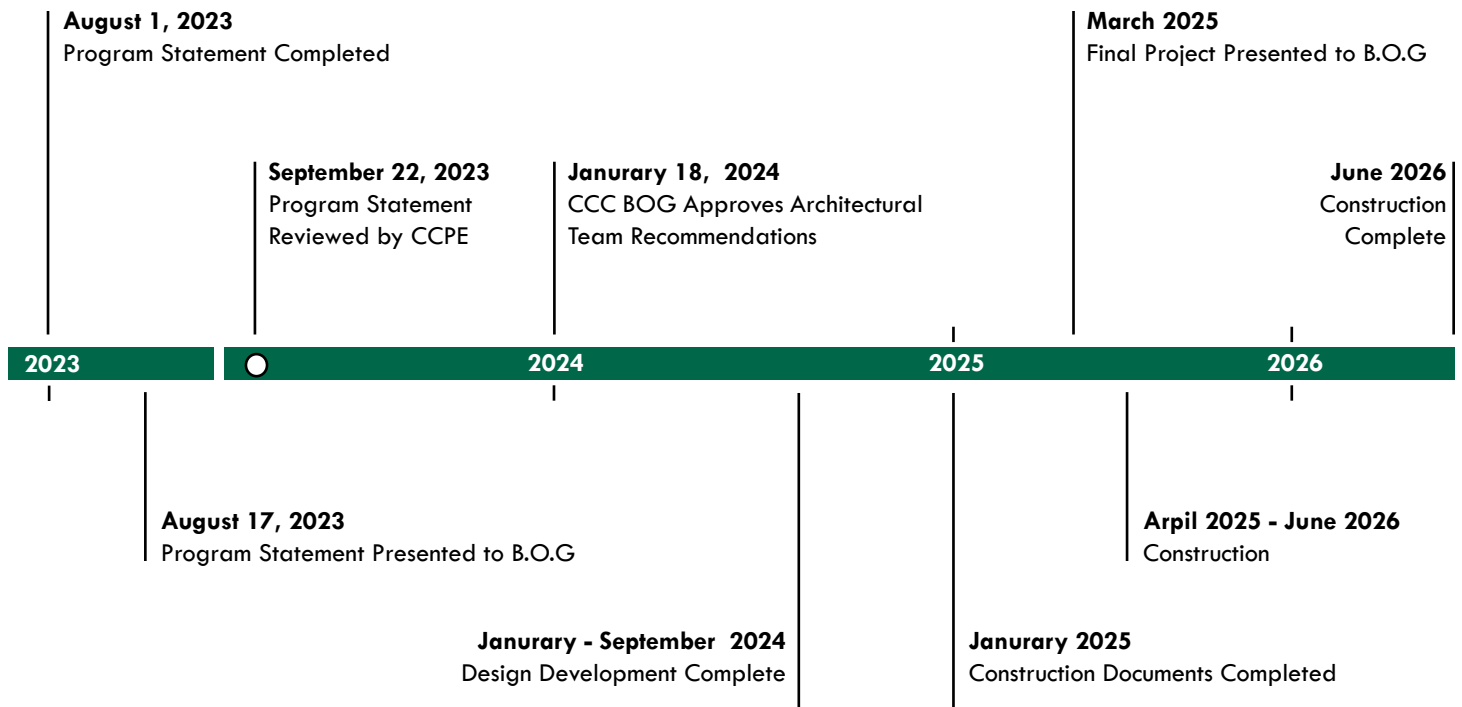 August 1, 2023
Program Statement Completed
March 2025
Final Project Presented to B.O.G
September 22, 2023
Program Statement
Reviewed by CCPE
Janurary 18,  2024
CCC BOG Approves Architectural
Team Recommendations
June 2026
Construction
Complete
2023
2024
2025
2026
August 17, 2023
Program Statement Presented to B.O.G
Arpil 2025 - June 2026
Construction
Janurary - September  2024
Design Development Complete
Janurary 2025
Construction Documents Completed